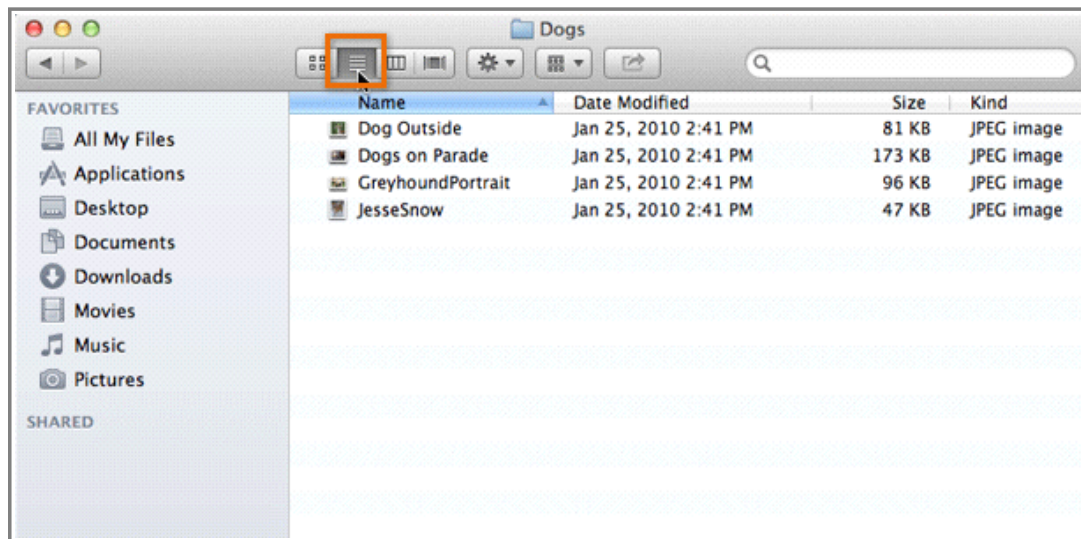 Dogs
FAVORITES
All My Files
Applications
Desktop
Documents
Downloads
Movies
Music
Pictures
SHARED
Name Date Modified Size Kind
Dog Outside Jan 25, 2010 2:41 PM 81 KB JPEG image
Dogs on Parade Jan 25, 2010 2:41 PM 173 KB JPEG image
GreyhoundPortrait Jan 25, 2010 2:41 PM 96 KB JPEG image
JesseSnow Jan 25, 2010 2:41 PM 47 KB JPEG image